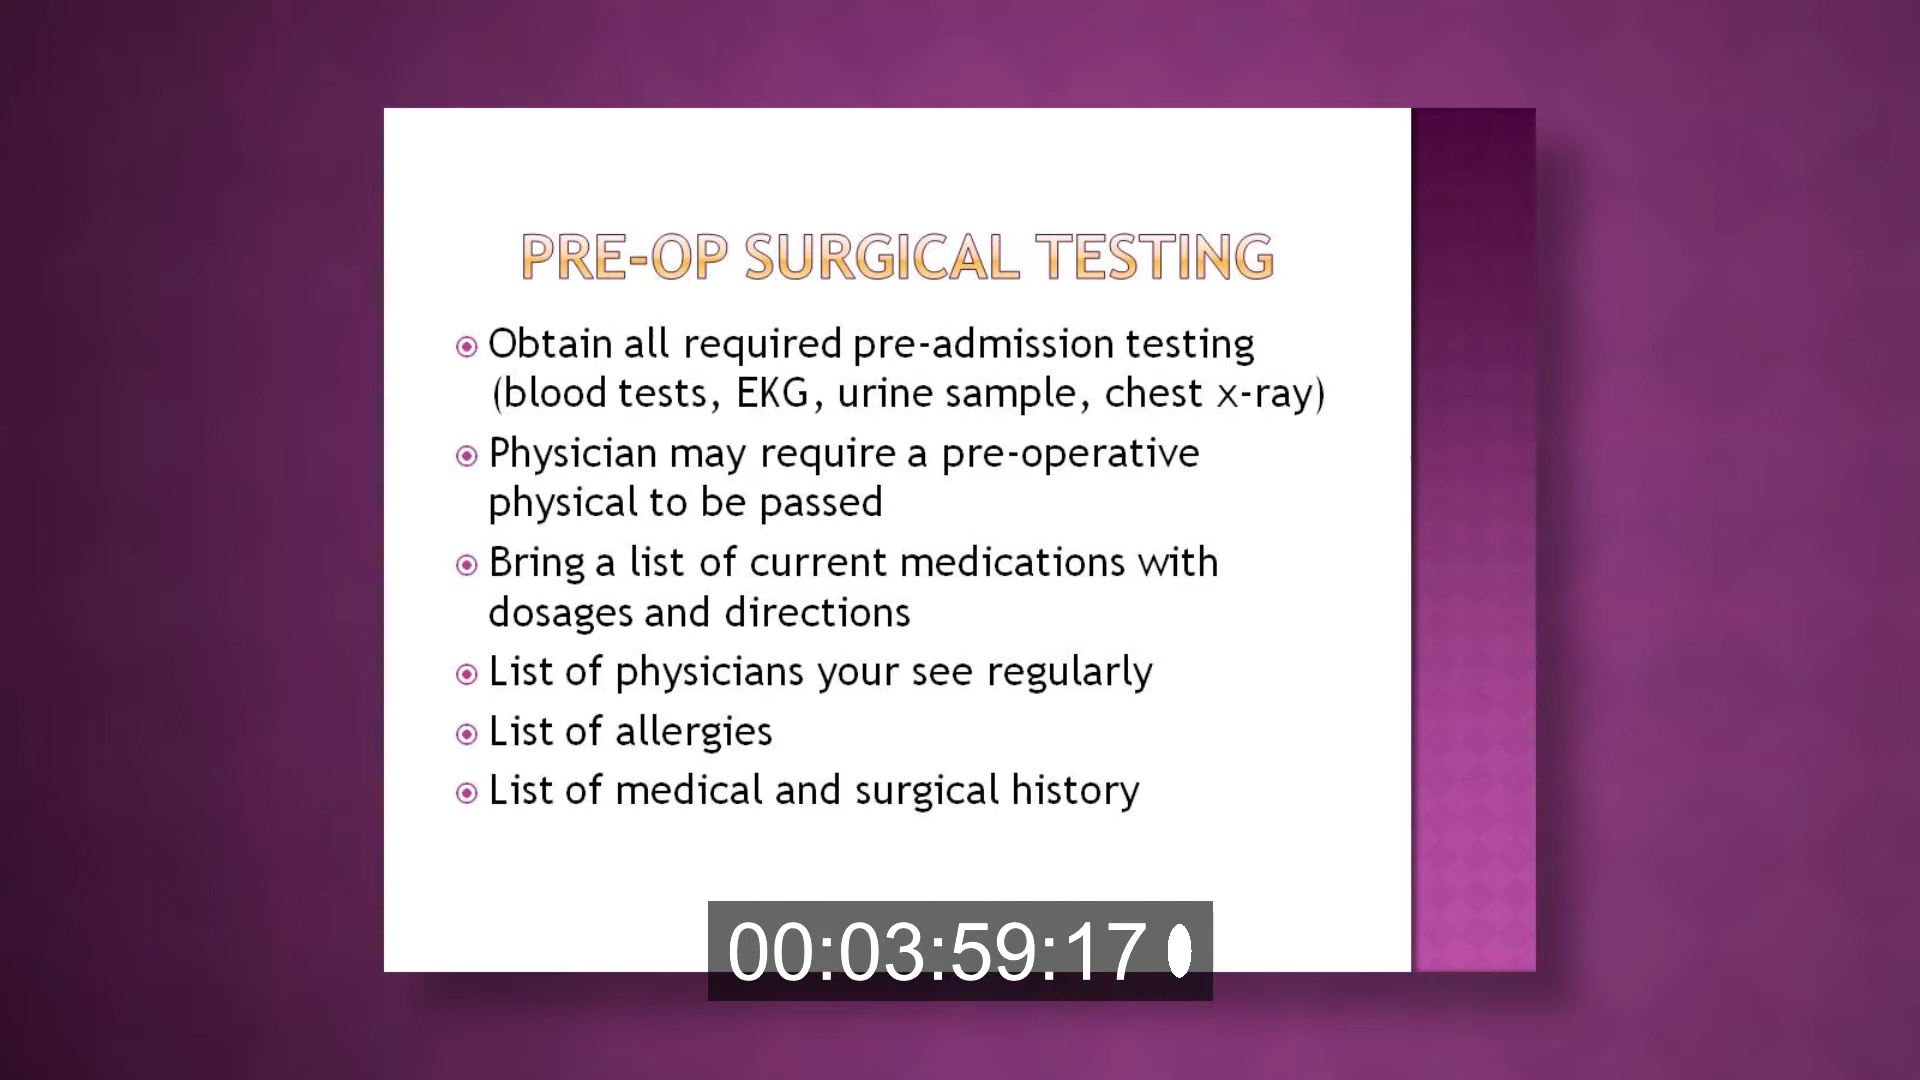 PRE-OP SURGICAL TESTING
Obtain all required pre-admission testing
(blood tests, EKG, urine sample, chest x-ray)
Physician may require a pre-operative
physical to be passed
Bring a list of current medications with
dosages and directions
List of physicians your see regularly
List of allergies
List of medical and surgical history
00:03:59:17